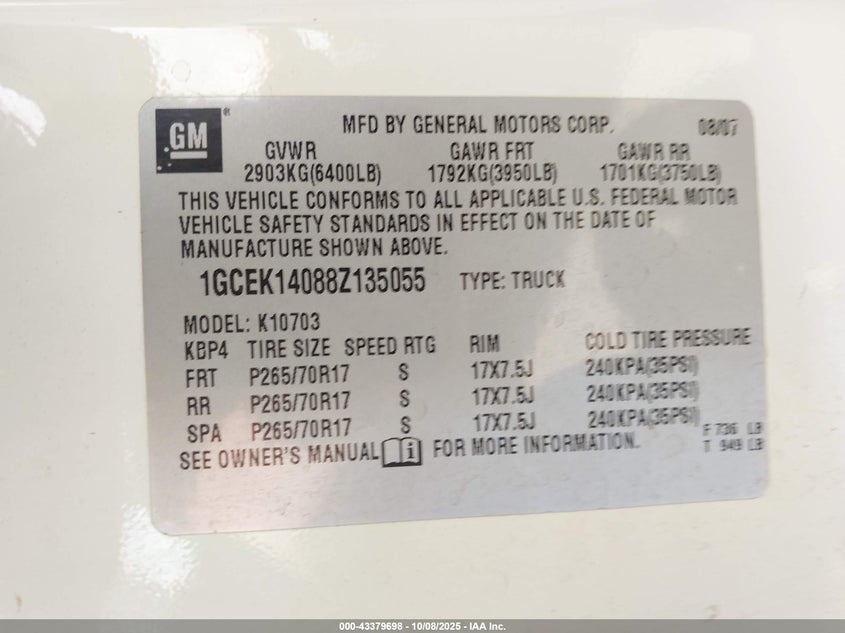 GM ®
MFD BY GENERAL MOTORS CORP. 08/07
GVWR GAWR FRT GAWR RR
2903KG(6400LB) 1792KG(3950LB) 1701KG(3750LB)
THIS VEHICLE CONFORMS TO ALL APPLICABLE U.S. FEDERAL MOTOR
VEHICLE SAFETY STANDARDS IN EFFECT ON THE DATE OF
MANUFACTURE SHOWN ABOVE.
1GCEK14088Z135055 TYPE: TRUCK
MODEL: K10703
KBP4 TIRE SIZE SPEED RTG RIM COLD TIRE PRESSURE
FRT P265/70R17 S 17X7.5J 240KPA(35PSI)
RR P265/70R17 S 17X7.5J 240KPA(35PSI)
SPA P265/70R17 S 17X7.5J 240KPA(35PSI)
F 736 LB
SEE OWNER'S MANUAL i FOR MORE INFORMATION.
T 949 LB
000-43379698 - 10/08/2025 - IAA Inc.